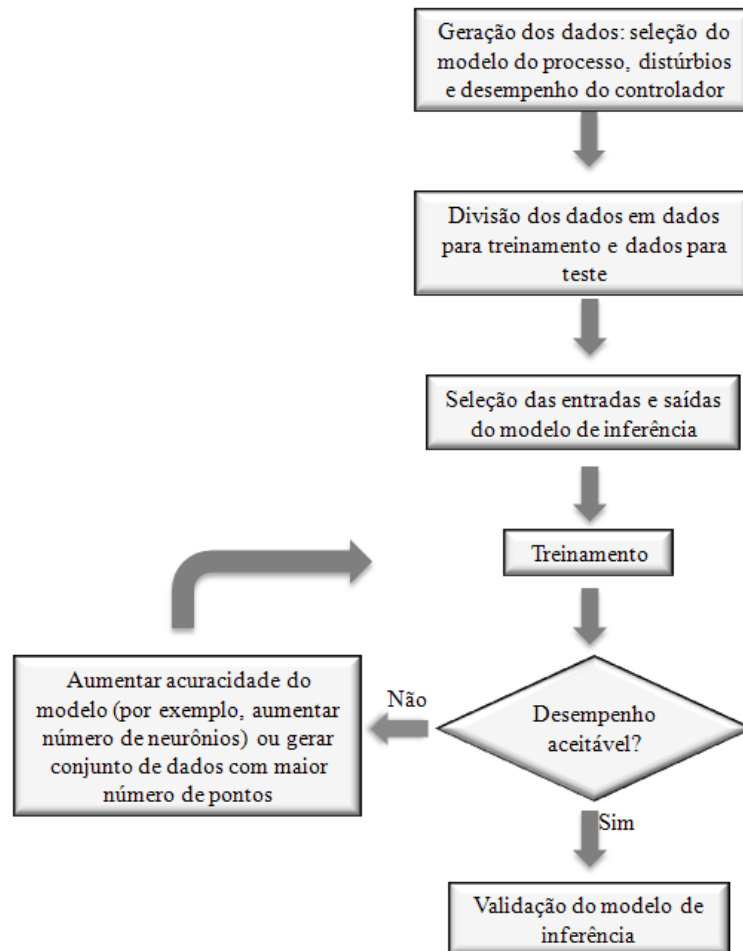 Geração dos dados: seleção do
modelo do processo, distúrbios
e desempenho do controlador
Divisão dos dados em dados
para treinamento e dados para
teste
Seleção das entradas e saídas
do modelo de inferência
Treinamento
Desempenho
aceitável?
Não
Aumentar acuracidade do
modelo (por exemplo, aumentar
número de neurônios) ou gerar
conjunto de dados com maior
número de pontos
Sim
Validação do modelo de
inferência